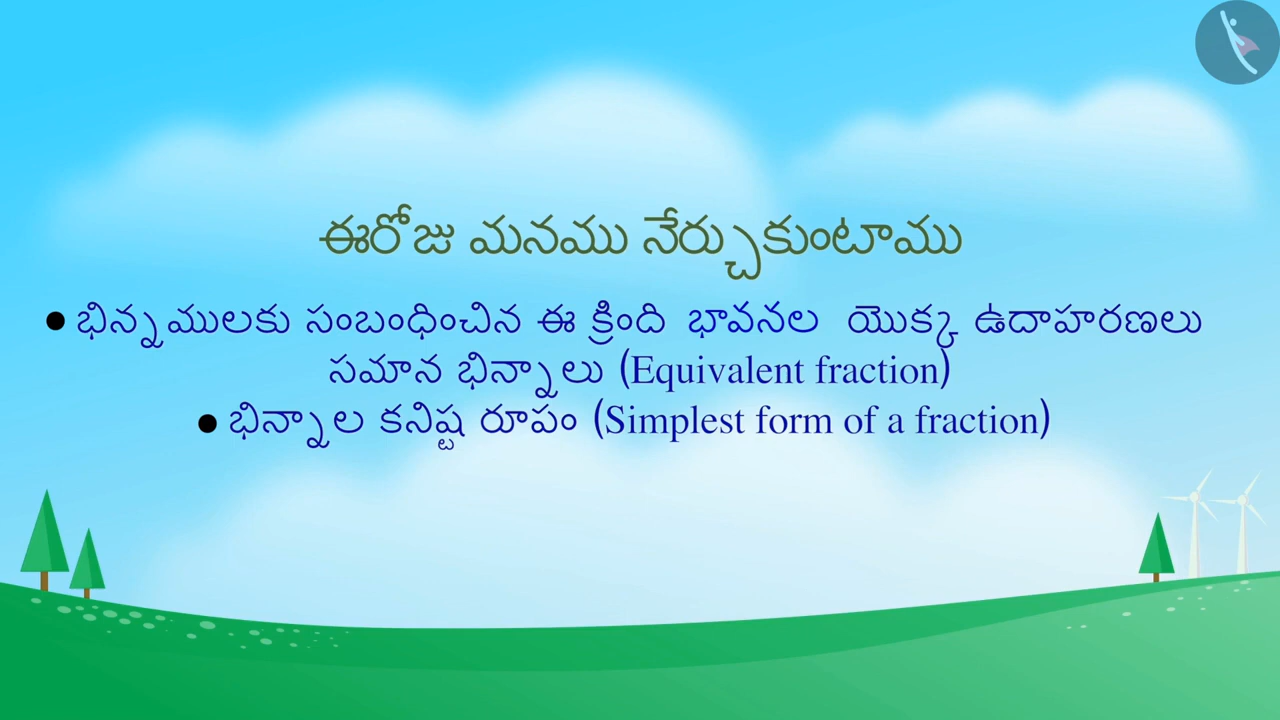 ఈరోజు మనము నేర్చుకుంటాము
● భిన్నములకు సంబంధించిన ఈ క్రింది భావనల యొక్క ఉదాహరణలు
సమాన భిన్నాలు (Equivalent fraction)
● భిన్నాల కనిష్ట రూపం (Simplest form of a fraction)